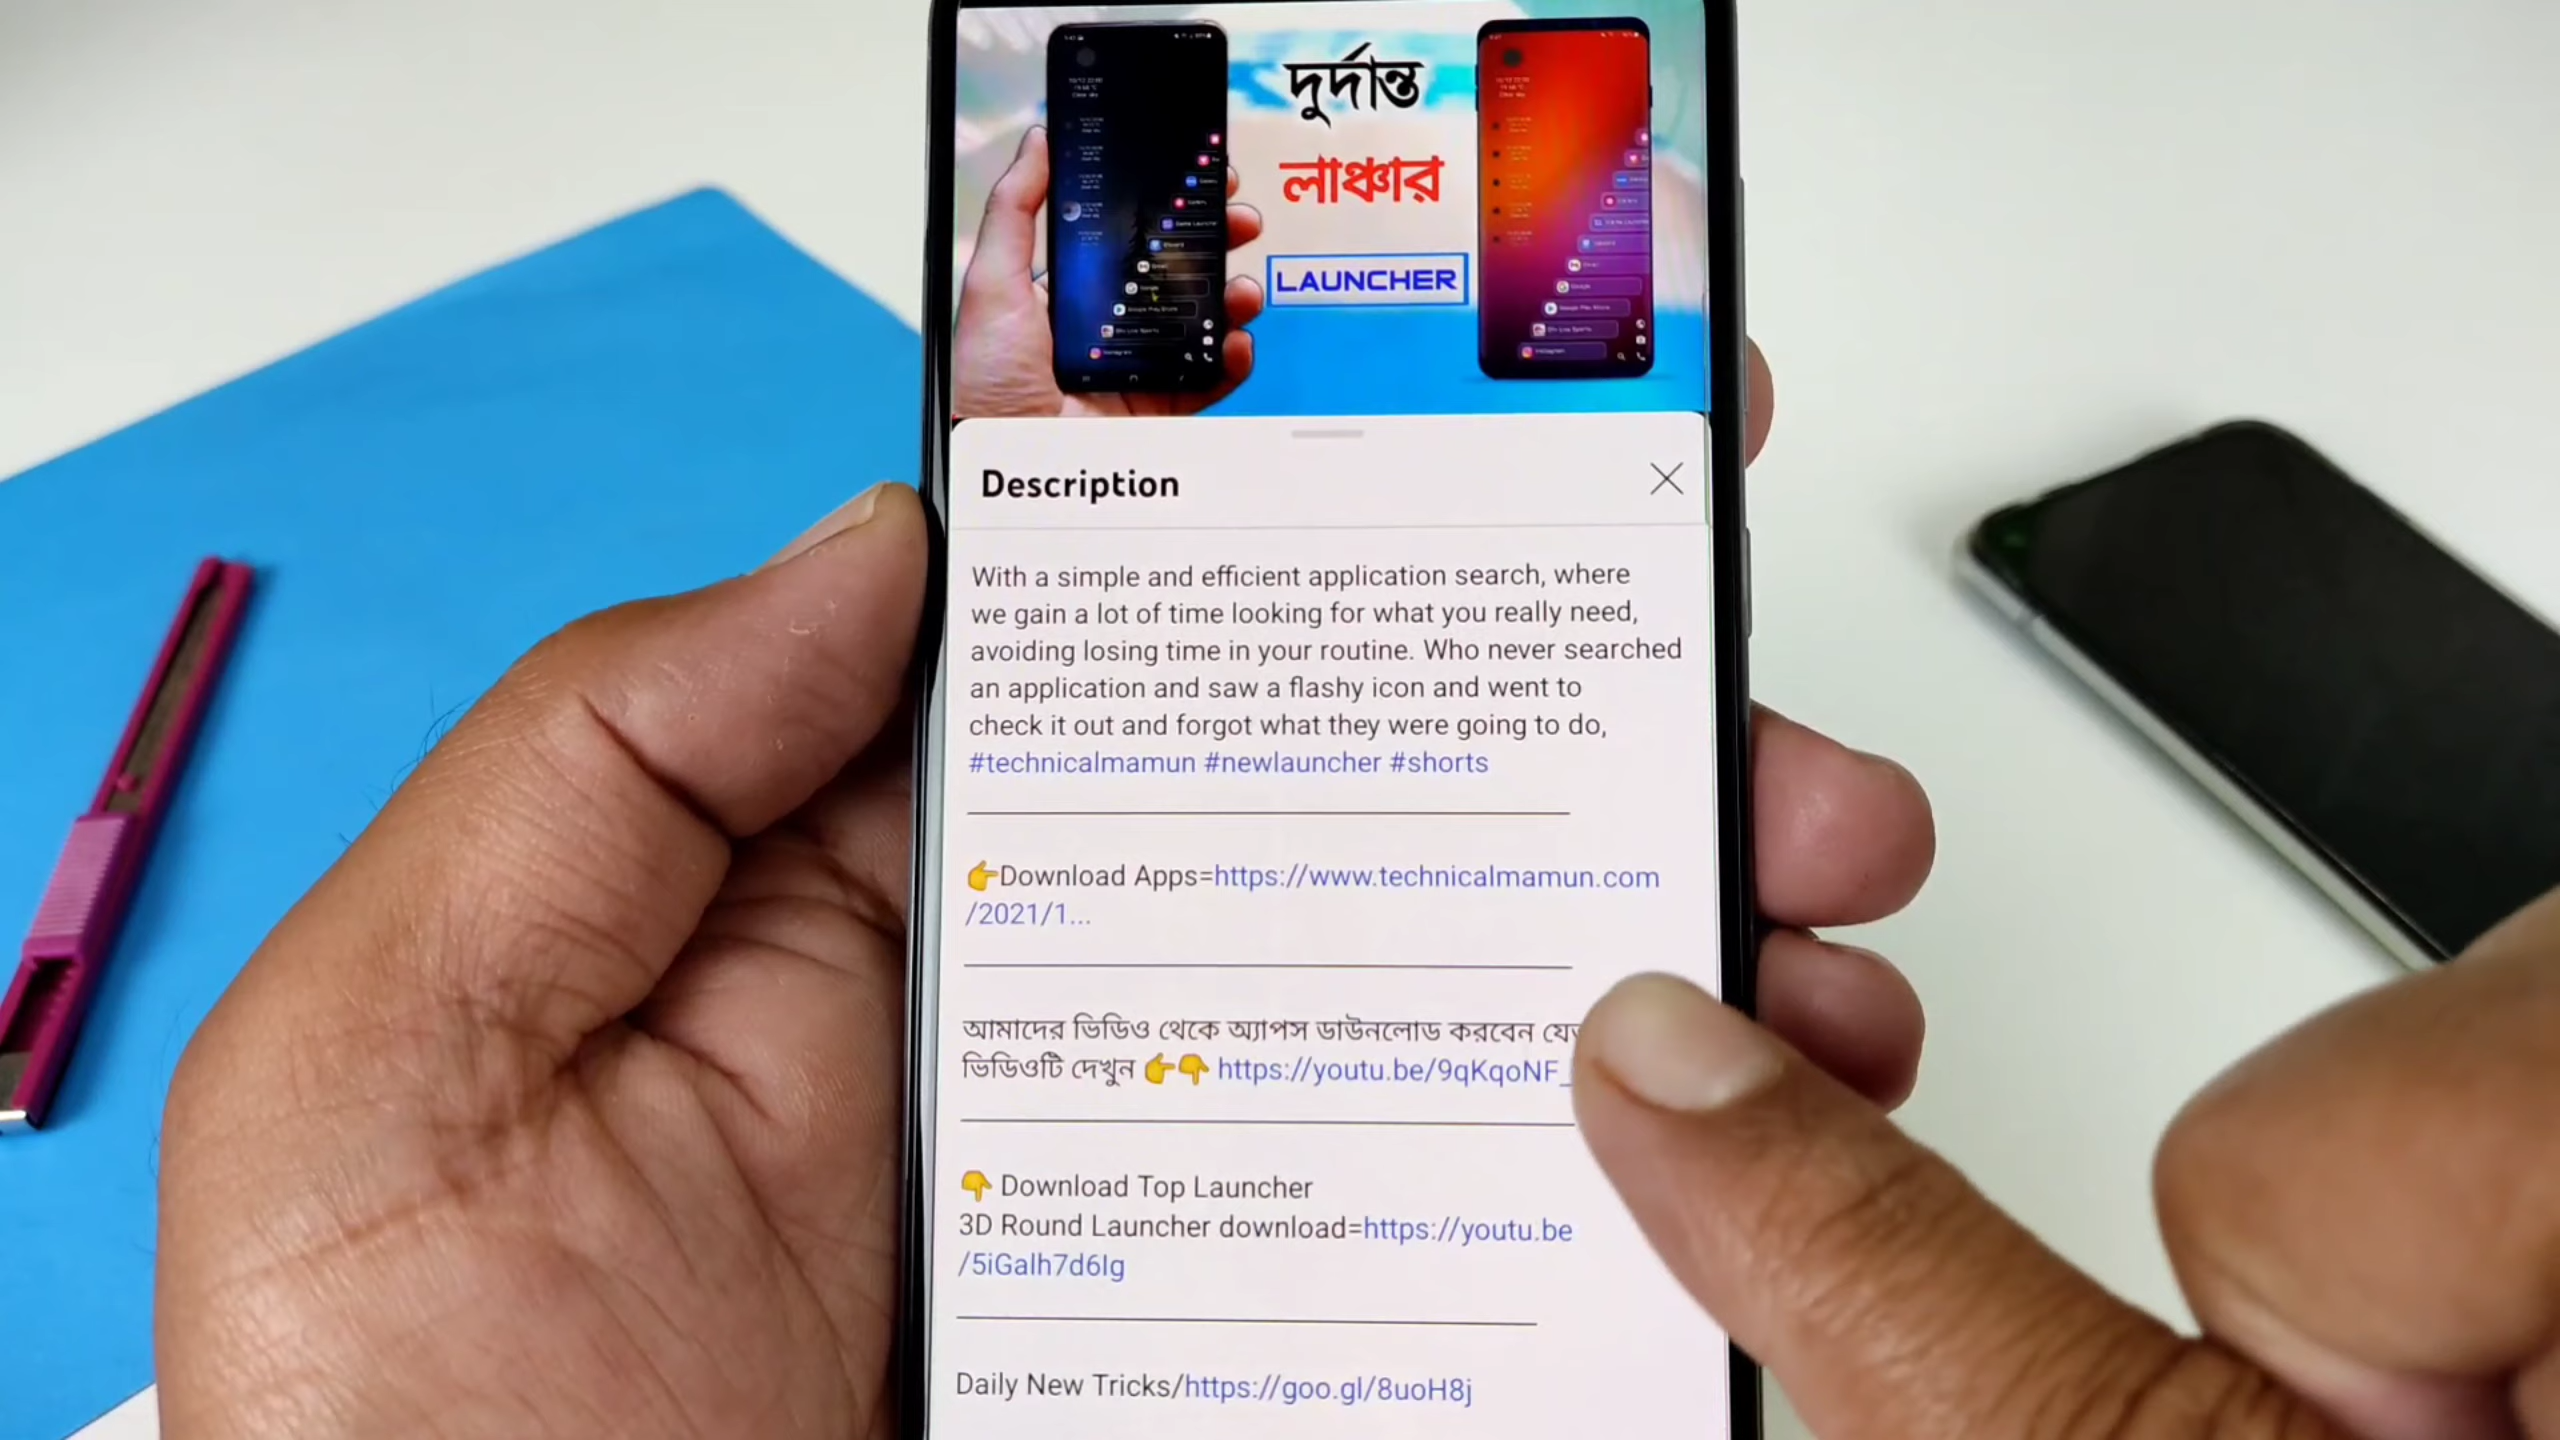 দুর্দান্ত
লাঞ্চার
LAUNCHER
Description
With a simple and efficient application search, where
we gain a lot of time looking for what you really need,
avoiding losing time in your routine. Who never searched
an application and saw a flashy icon and went to
check it out and forgot what they were going to do,
#technicalmamun #newlauncher #shorts
👉Download Apps=https://www.technicalmamun.com
/2021/1...
আমাদের ভিডিও থেকে অ্যাপস ডাউনলোড করবেন
ভিডিওটি দেখুন 👉👇 https://youtu.be/9qKqoNF_
👇 Download Top Launcher
3D Round Launcher download=https://youtu.be
/5iGalh7d6Ig
Daily New Tricks/https://goo.gl/8uoH8j